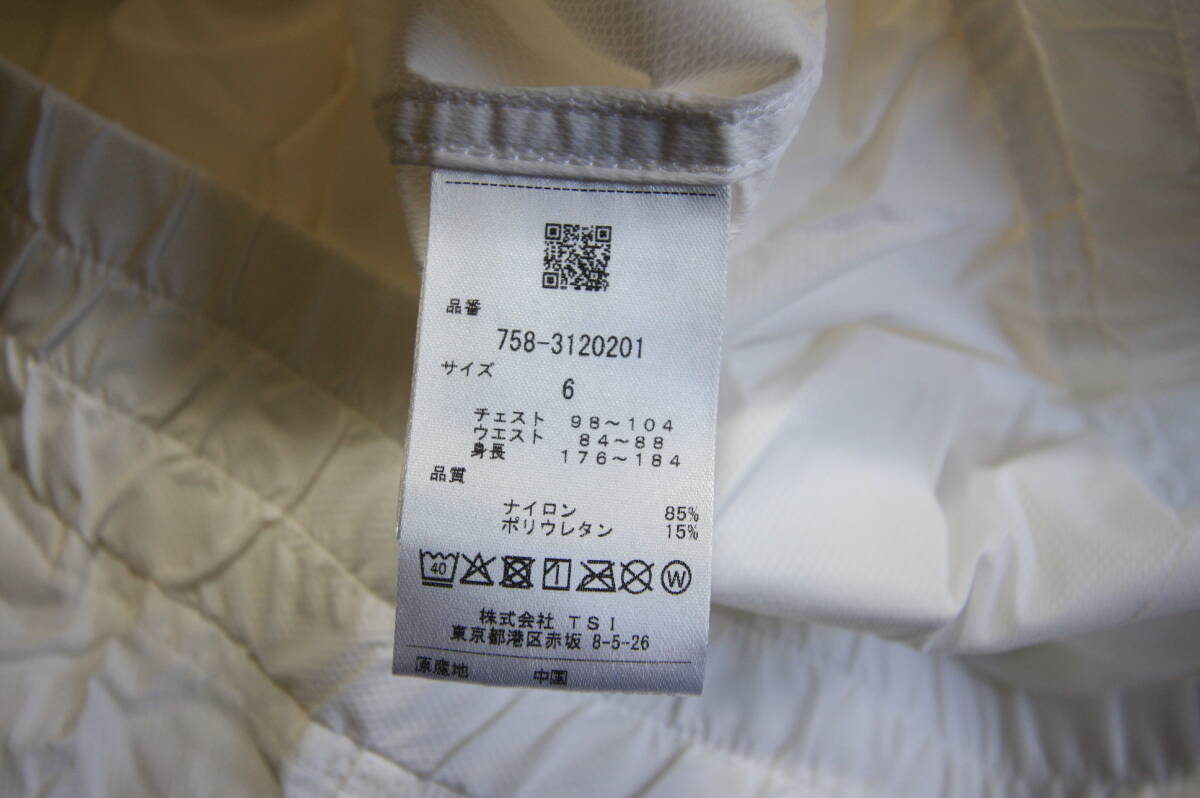 品番
758-3120201
サイズ
6
チェスト 98～104
ウエスト 84～88
身長 176～184
品質
ナイロン 85%
ポリウレタン 15%
40 W
株式会社 TSI
東京都港区赤坂 8-5-26
原産地 中国